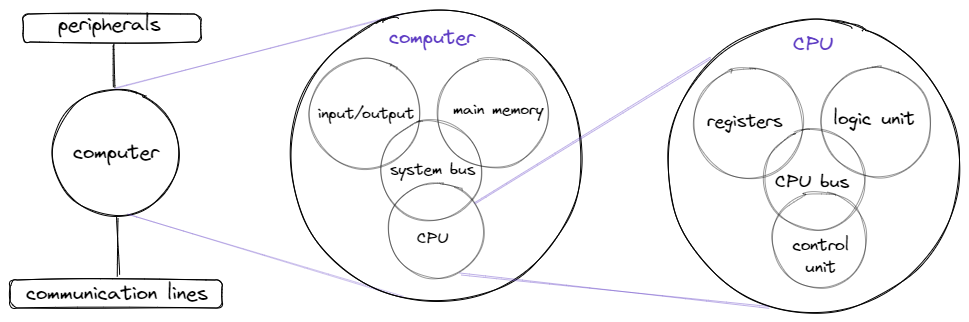 peripherals
computer
communication lines
computer
input/output
main memory
system bus
CPU
CPU
registers
logic unit
CPU bus
control
unit